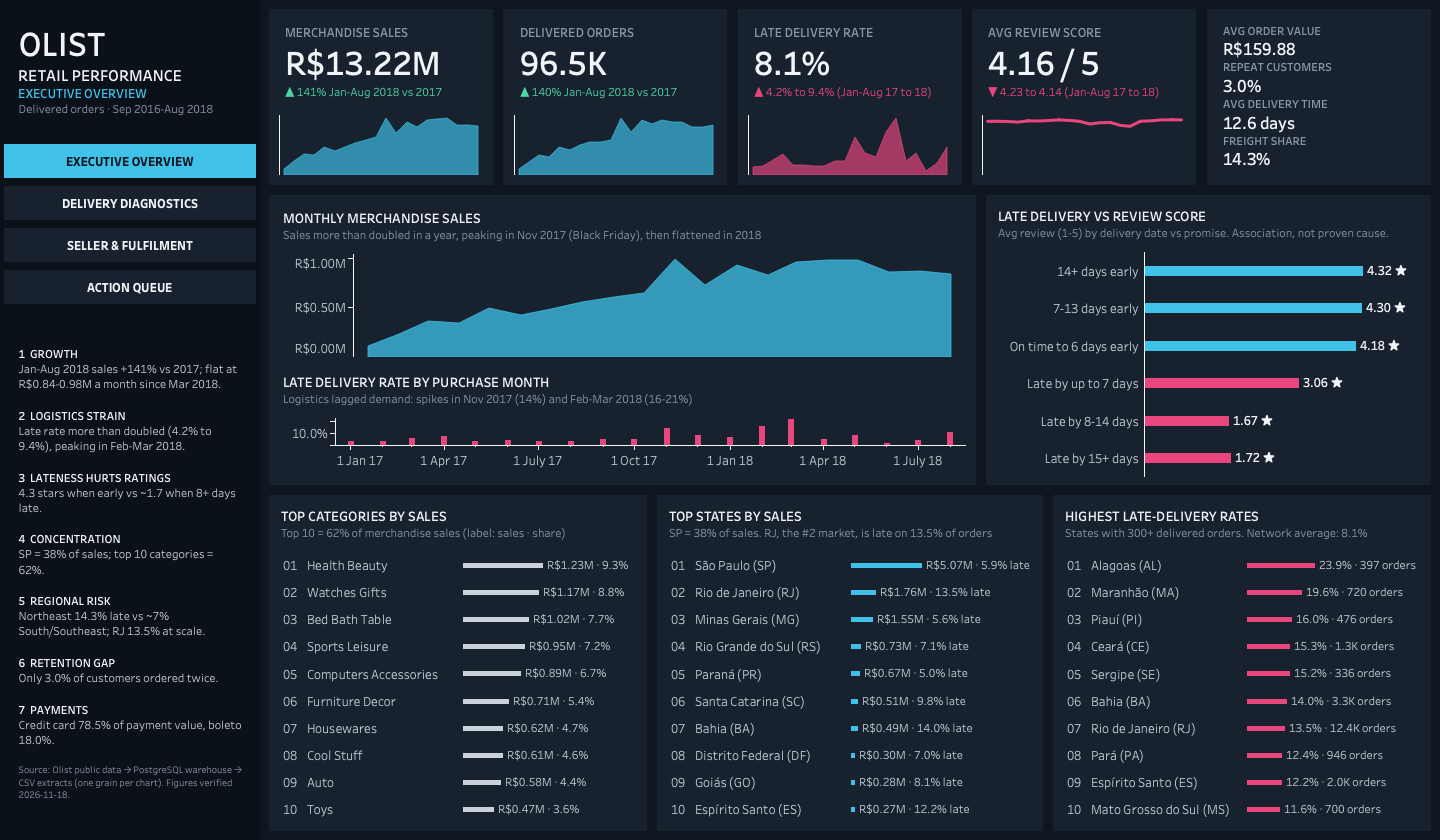 OLIST
RETAIL PERFORMANCE
EXECUTIVE OVERVIEW
Delivered orders · Sep 2016-Aug 2018
EXECUTIVE OVERVIEW
DELIVERY DIAGNOSTICS
SELLER & FULFILMENT
ACTION QUEUE
1 GROWTH
Jan-Aug 2018 sales +141% vs 2017; flat at
R$0.84-0.98M a month since Mar 2018.
2 LOGISTICS STRAIN
Late rate more than doubled (4.2% to
9.4%), peaking in Feb-Mar 2018.
3 LATENESS HURTS RATINGS
4.3 stars when early vs ~1.7 when 8+ days
late.
4 CONCENTRATION
SP = 38% of sales; top 10 categories =
62%.
5 REGIONAL RISK
Northeast 14.3% late vs ~7%
South/Southeast; RJ 13.5% at scale.
6 RETENTION GAP
Only 3.0% of customers ordered twice.
7 PAYMENTS
Credit card 78.5% of payment value, boleto
18.0%.
Source: Olist public data → PostgreSQL warehouse →
CSV extracts (one grain per chart). Figures verified
2026-11-18.
MERCHANDISE SALES
R$13.22M
▲ 141% Jan-Aug 2018 vs 2017
DELIVERED ORDERS
96.5K
▲ 140% Jan-Aug 2018 vs 2017
LATE DELIVERY RATE
8.1%
▲ 4.2% to 9.4% (Jan-Aug 17 to 18)
AVG REVIEW SCORE
4.16 / 5
▼ 4.23 to 4.14 (Jan-Aug 17 to 18)
AVG ORDER VALUE
R$159.88
REPEAT CUSTOMERS
3.0%
AVG DELIVERY TIME
12.6 days
FREIGHT SHARE
14.3%
MONTHLY MERCHANDISE SALES
Sales more than doubled in a year, peaking in Nov 2017 (Black Friday), then flattened in 2018
R$1.00M
R$0.50M
R$0.00M
LATE DELIVERY RATE BY PURCHASE MONTH
Logistics lagged demand: spikes in Nov 2017 (14%) and Feb-Mar 2018 (16-21%)
10.0%
1 Jan 17 1 Apr 17 1 July 17 1 Oct 17 1 Jan 18 1 Apr 18 1 July 18
LATE DELIVERY VS REVIEW SCORE
Avg review (1-5) by delivery date vs promise. Association, not proven cause.
14+ days early 4.32 ★
7-13 days early 4.30 ★
On time to 6 days early 4.18 ★
Late by up to 7 days 3.06 ★
Late by 8-14 days 1.67 ★
Late by 15+ days 1.72 ★
TOP CATEGORIES BY SALES
Top 10 = 62% of merchandise sales (label: sales · share)
01 Health Beauty R$1.23M · 9.3%
02 Watches Gifts R$1.17M · 8.8%
03 Bed Bath Table R$1.02M · 7.7%
04 Sports Leisure R$0.95M · 7.2%
05 Computers Accessories R$0.89M · 6.7%
06 Furniture Decor R$0.71M · 5.4%
07 Housewares R$0.62M · 4.7%
08 Cool Stuff R$0.61M · 4.6%
09 Auto R$0.58M · 4.4%
10 Toys R$0.47M · 3.6%
TOP STATES BY SALES
SP = 38% of sales. RJ, the #2 market, is late on 13.5% of orders
01 São Paulo (SP) R$5.07M · 5.9% late
02 Rio de Janeiro (RJ) R$1.76M · 13.5% late
03 Minas Gerais (MG) R$1.55M · 5.6% late
04 Rio Grande do Sul (RS) R$0.73M · 7.1% late
05 Paraná (PR) R$0.67M · 5.0% late
06 Santa Catarina (SC) R$0.51M · 9.8% late
07 Bahia (BA) R$0.49M · 14.0% late
08 Distrito Federal (DF) R$0.30M · 7.0% late
09 Goiás (GO) R$0.28M · 8.1% late
10 Espírito Santo (ES) R$0.27M · 12.2% late
HIGHEST LATE-DELIVERY RATES
States with 300+ delivered orders. Network average: 8.1%
01 Alagoas (AL) 23.9% · 397 orders
02 Maranhão (MA) 19.6% · 720 orders
03 Piauí (PI) 16.0% · 476 orders
04 Ceará (CE) 15.3% · 1.3K orders
05 Sergipe (SE) 15.2% · 336 orders
06 Bahia (BA) 14.0% · 3.3K orders
07 Rio de Janeiro (RJ) 13.5% · 12.4K orders
08 Pará (PA) 12.4% · 946 orders
09 Espírito Santo (ES) 12.2% · 2.0K orders
10 Mato Grosso do Sul (MS) 11.6% · 700 orders